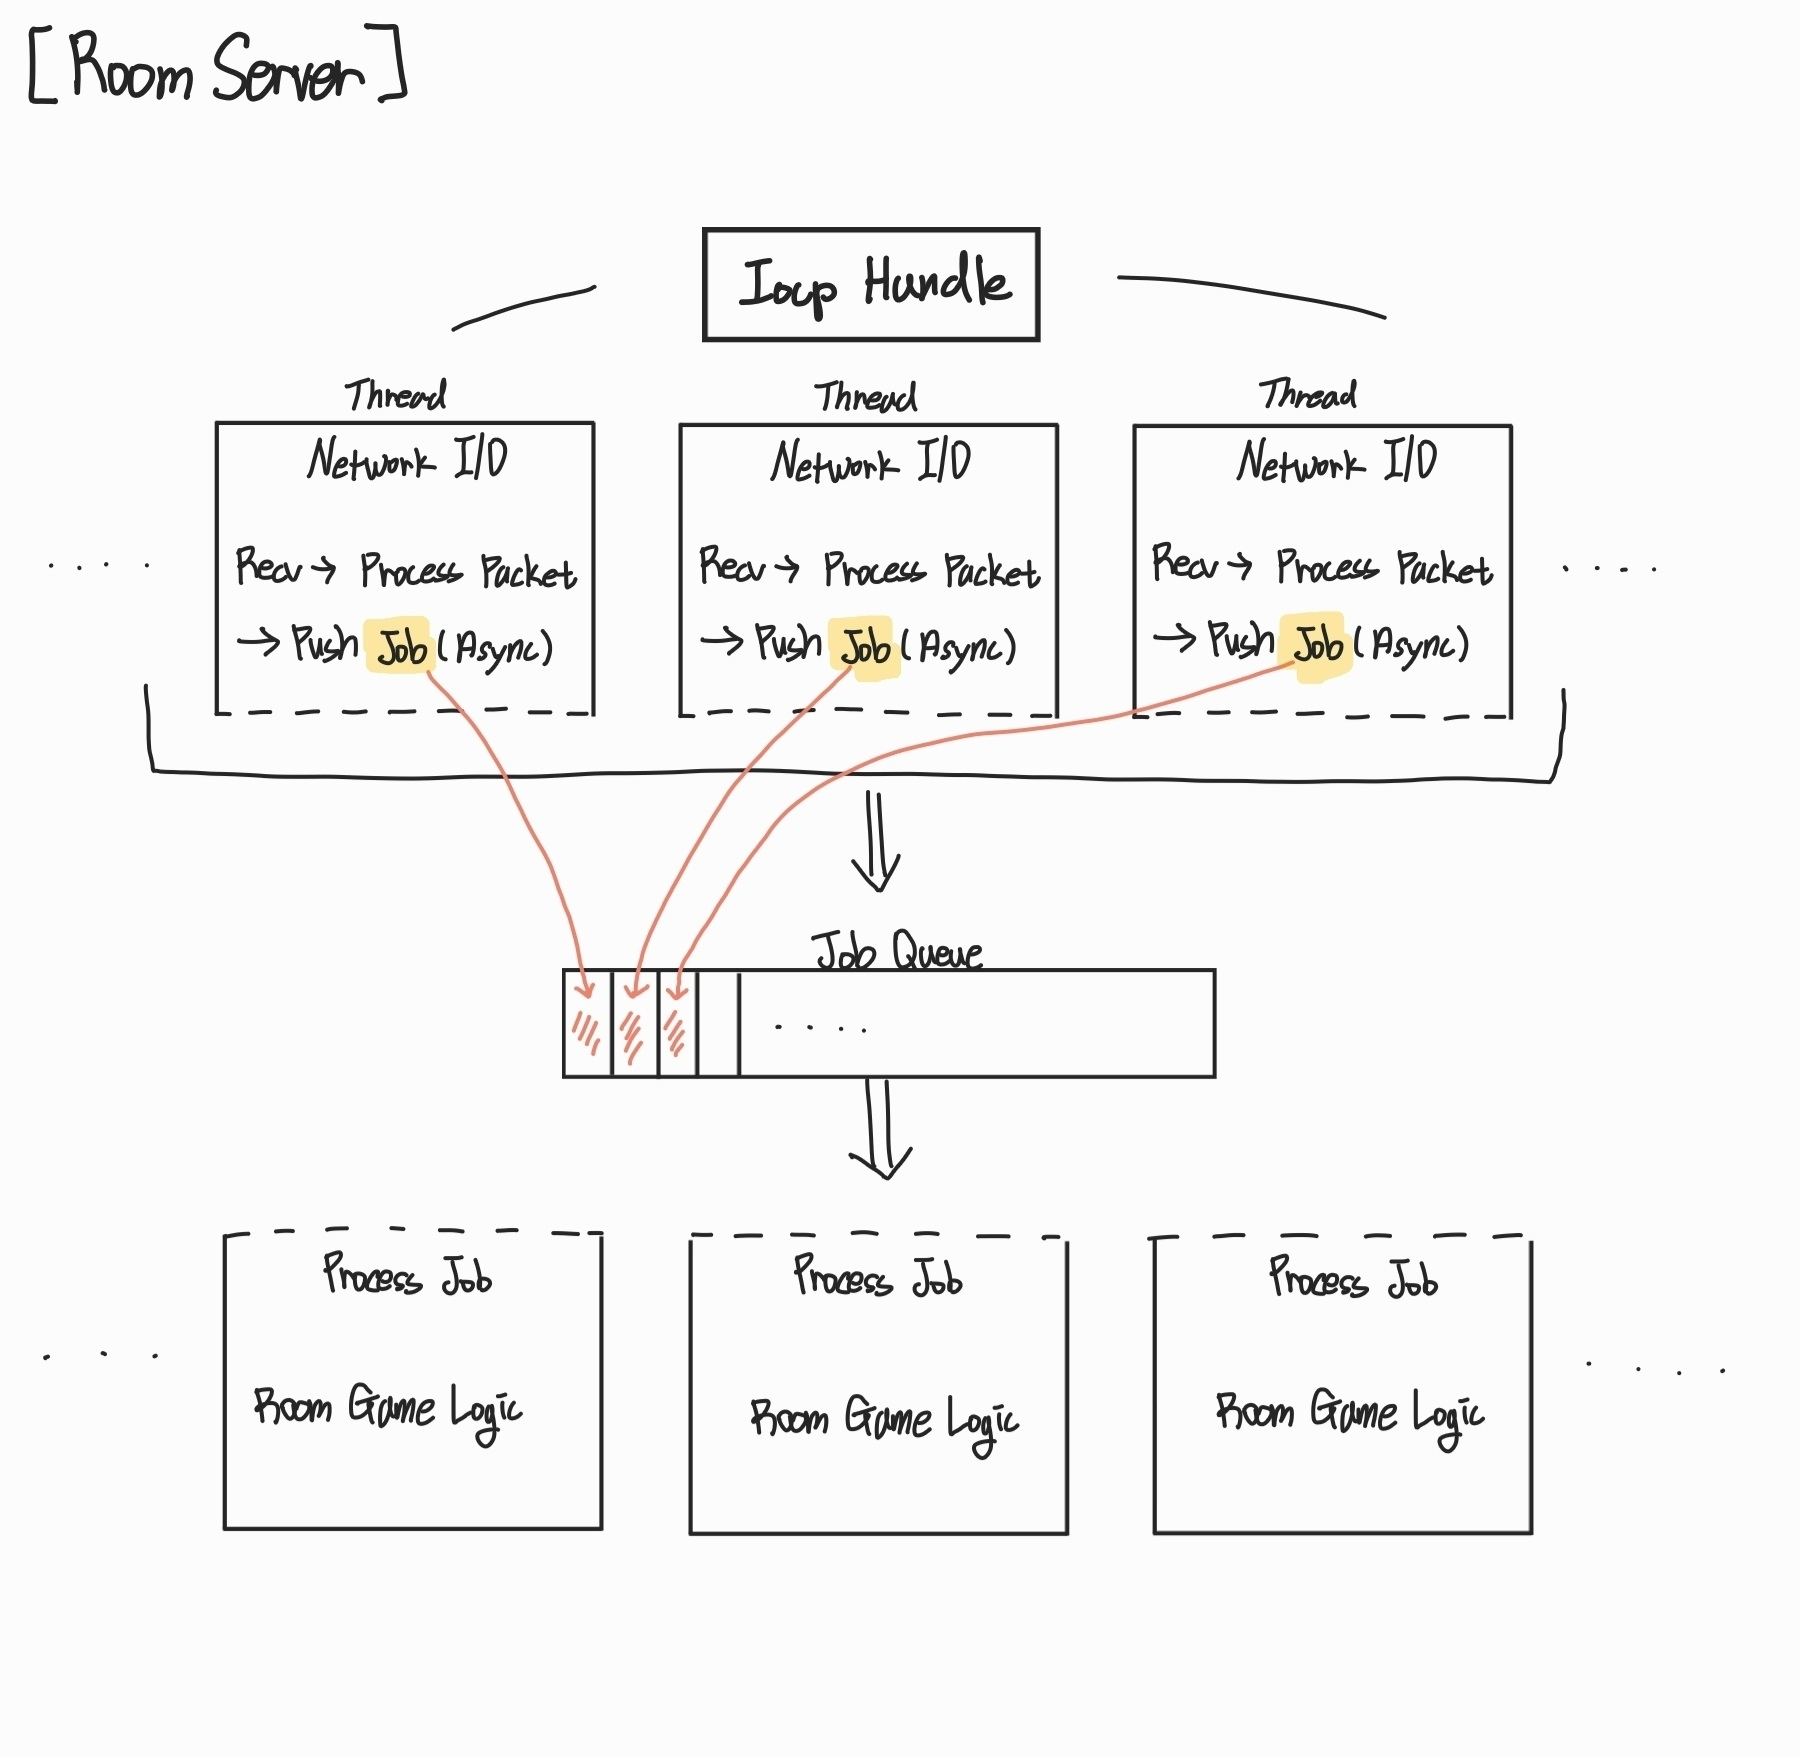 [Room Server]
Iocp Hundle
Thread
Thread
Thread
Network I/O
Recv → Process Packet
→ Push Job (Async)
Network I/O
Recv → Process Packet
→ Push Job (Async)
Network I/O
Recv → Process Packet
→ Push Job (Async)
Job Queue
Process Job
Room Game Logic
Process Job
Room Game Logic
Process Job
Room Game Logic